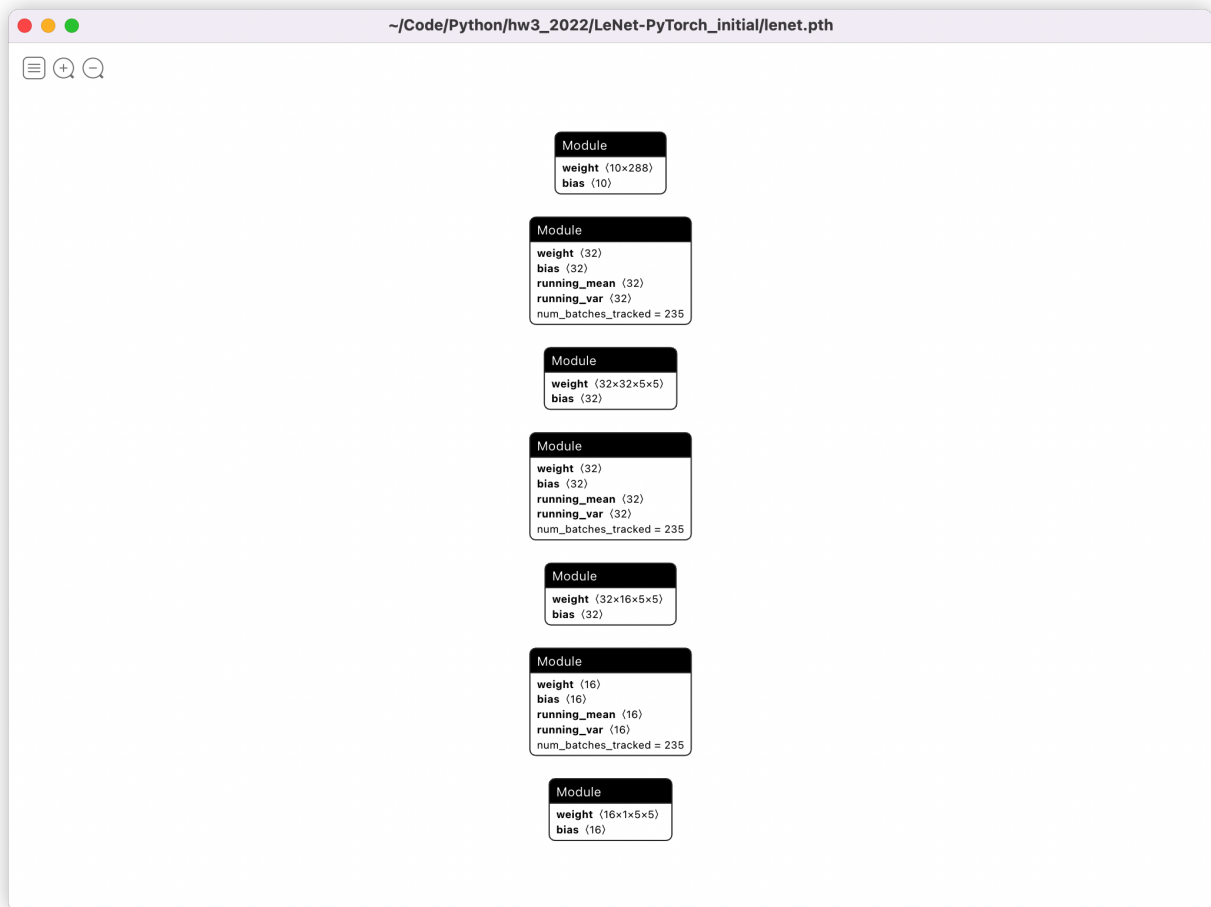 ~/Code/Python/hw3_2022/LeNet-PyTorch_initial/lenet.pth
Module
weight ⟨10×288⟩
bias ⟨10⟩
Module
weight ⟨32⟩
bias ⟨32⟩
running_mean ⟨32⟩
running_var ⟨32⟩
num_batches_tracked = 235
Module
weight ⟨32×32×5×5⟩
bias ⟨32⟩
Module
weight ⟨32⟩
bias ⟨32⟩
running_mean ⟨32⟩
running_var ⟨32⟩
num_batches_tracked = 235
Module
weight ⟨32×16×5×5⟩
bias ⟨32⟩
Module
weight ⟨16⟩
bias ⟨16⟩
running_mean ⟨16⟩
running_var ⟨16⟩
num_batches_tracked = 235
Module
weight ⟨16×1×5×5⟩
bias ⟨16⟩